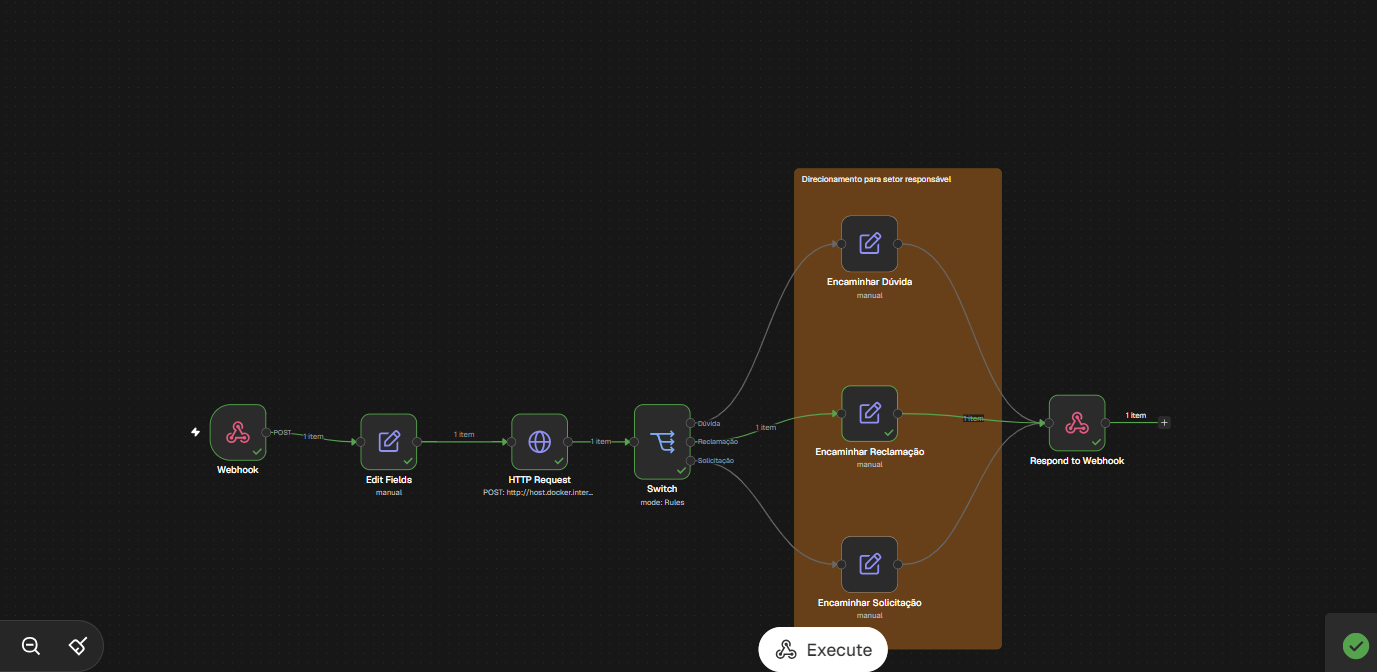 Direcionamento para setor responsável
Encaminhar Dúvida
manual
POST
1 item
Webhook
1 item
Edit Fields
manual
1 item
HTTP Request
POST: http://host.docker.inter...
Dúvida
Reclamação
Solicitação
Switch
mode: Rules
1 item
Encaminhar Reclamação
manual
1 item
1 item
Respond to Webhook
Encaminhar Solicitação
manual
Execute